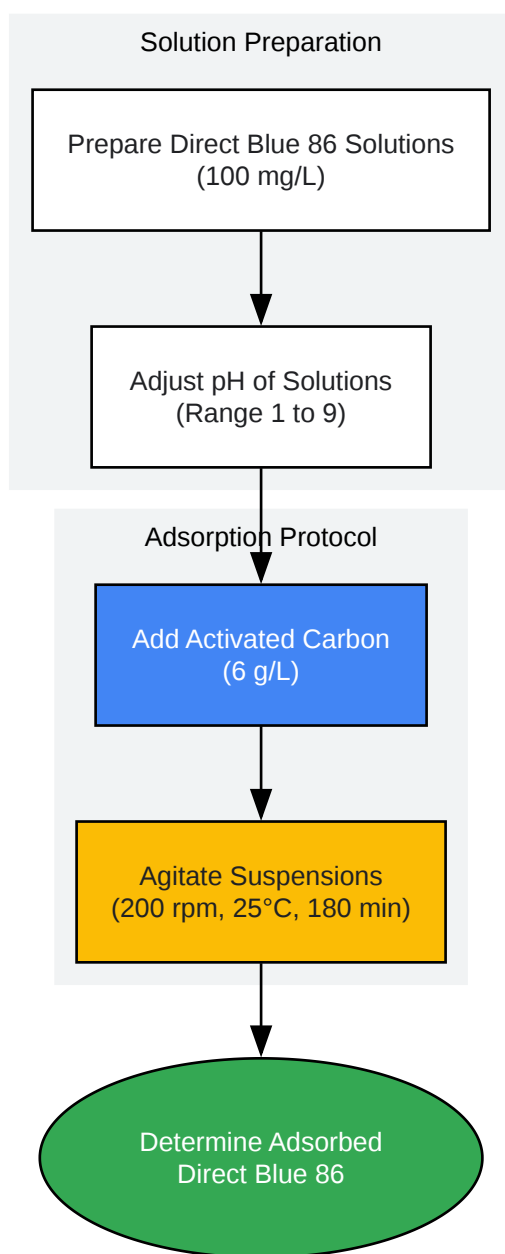 Solution Preparation
Prepare Direct Blue 86 Solutions
(100 mg/L)
Adjust pH of Solutions
(Range 1 to 9)
Adsorption Protocol
Add Activated Carbon
(6 g/L)
Agitate Suspensions
(200 rpm, 25°C, 180 min)
Determine Adsorbed
Direct Blue 86